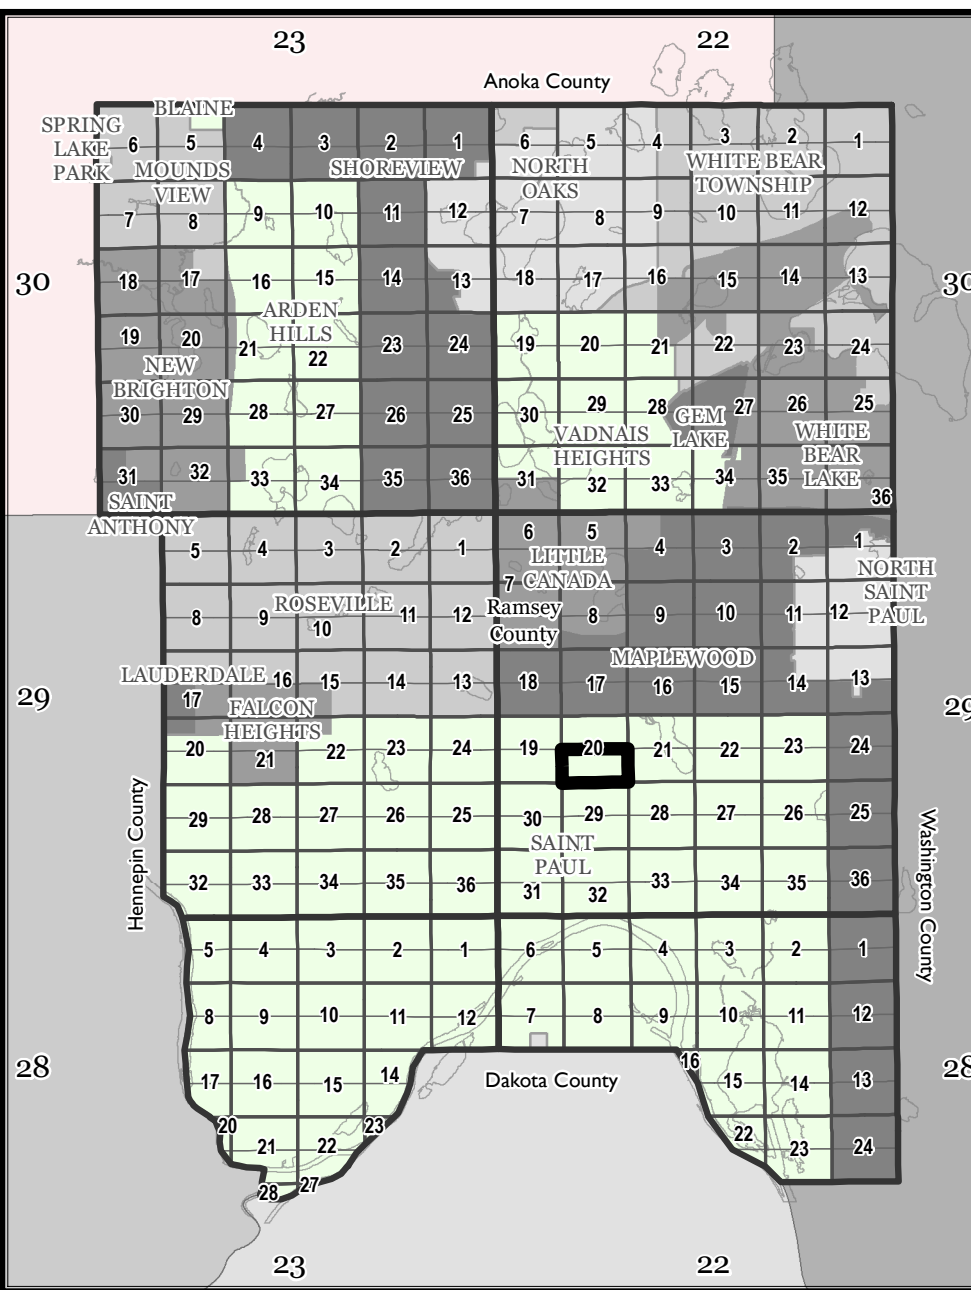 23 22
Anoka County
BLAINE
SPRING
LAKE
PARK
6 5 4 3 2 1 6 5 4 3 2 1
MOUNDS
VIEW
SHOREVIEW
NORTH
OAKS
WHITE BEAR
TOWNSHIP
7 8 9 10 11 12 7 8 9 10 11 12
30 30
18 17 16 15 14 13 18 17 16 15 14 13
ARDEN
HILLS
19 20 21 22 23 24 19 20 21 22 23 24
NEW
BRIGHTON
30 29 28 27 26 25 30 29 28 27 26 25
GEM
LAKE
VADNAIS
HEIGHTS
WHITE
BEAR
LAKE
31 32 33 34 35 36 31 32 33 34 35 36
SAINT
ANTHONY
5 4 3 2 1 6 5 4 3 2 1
LITTLE
CANADA
NORTH
SAINT
PAUL
8 9 10 11 12 7 8 9 10 11 12
ROSEVILLE
Ramsey
County
MAPLEWOOD
LAUDERDALE
17 16 15 14 13 18 17 16 15 14 13
29 29
FALCON
HEIGHTS
20 21 22 23 24 19 20 21 22 23 24
29 28 27 26 25 30 29 28 27 26 25
Hennepin County
Washington County
SAINT
PAUL
32 33 34 35 36 31 32 33 34 35 36
5 4 3 2 1 6 5 4 3 2 1
8 9 10 11 12 7 8 9 10 11 12
28 28
17 16 15 14 16 15 14 13
Dakota County
20 21 22 23 22 23 24
28 27
23 22